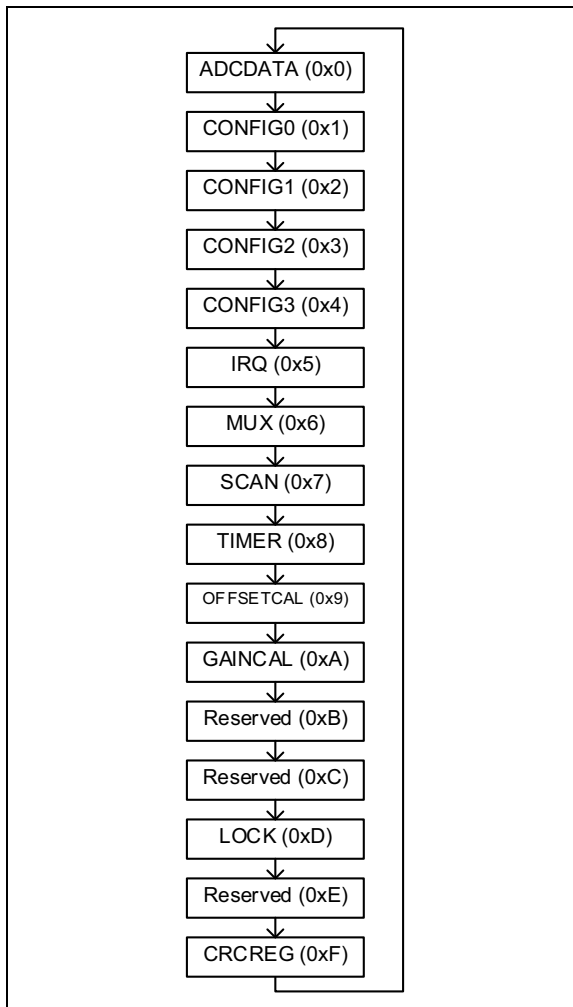 ADCDATA (0x0)
CONFIG0 (0x1)
CONFIG1 (0x2)
CONFIG2 (0x3)
CONFIG3 (0x4)
IRQ (0x5)
MUX (0x6)
SCAN (0x7)
TIMER (0x8)
OFFSETCAL (0x9)
GAINCAL (0xA)
Reserved (0xB)
Reserved (0xC)
LOCK (0xD)
Reserved (0xE)
CRCREG (0xF)